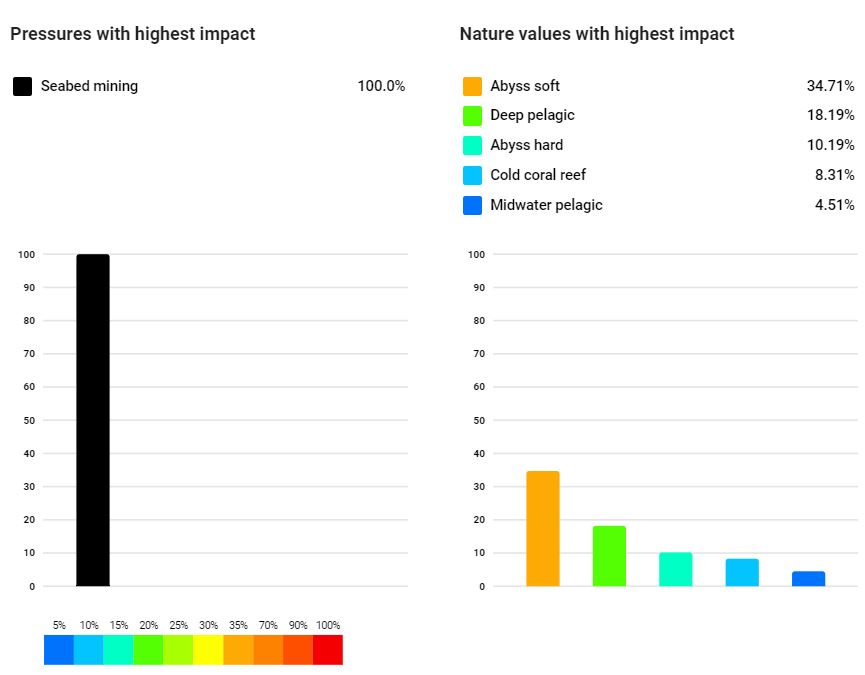 Pressures with highest impact
Seabed mining 100.0%
100
90
80
70
60
50
40
30
20
10
0
5% 10% 15% 20% 25% 30% 35% 70% 90% 100%
Nature values with highest impact
Abyss soft 34.71%
Deep pelagic 18.19%
Abyss hard 10.19%
Cold coral reef 8.31%
Midwater pelagic 4.51%
100
90
80
70
60
50
40
30
20
10
0